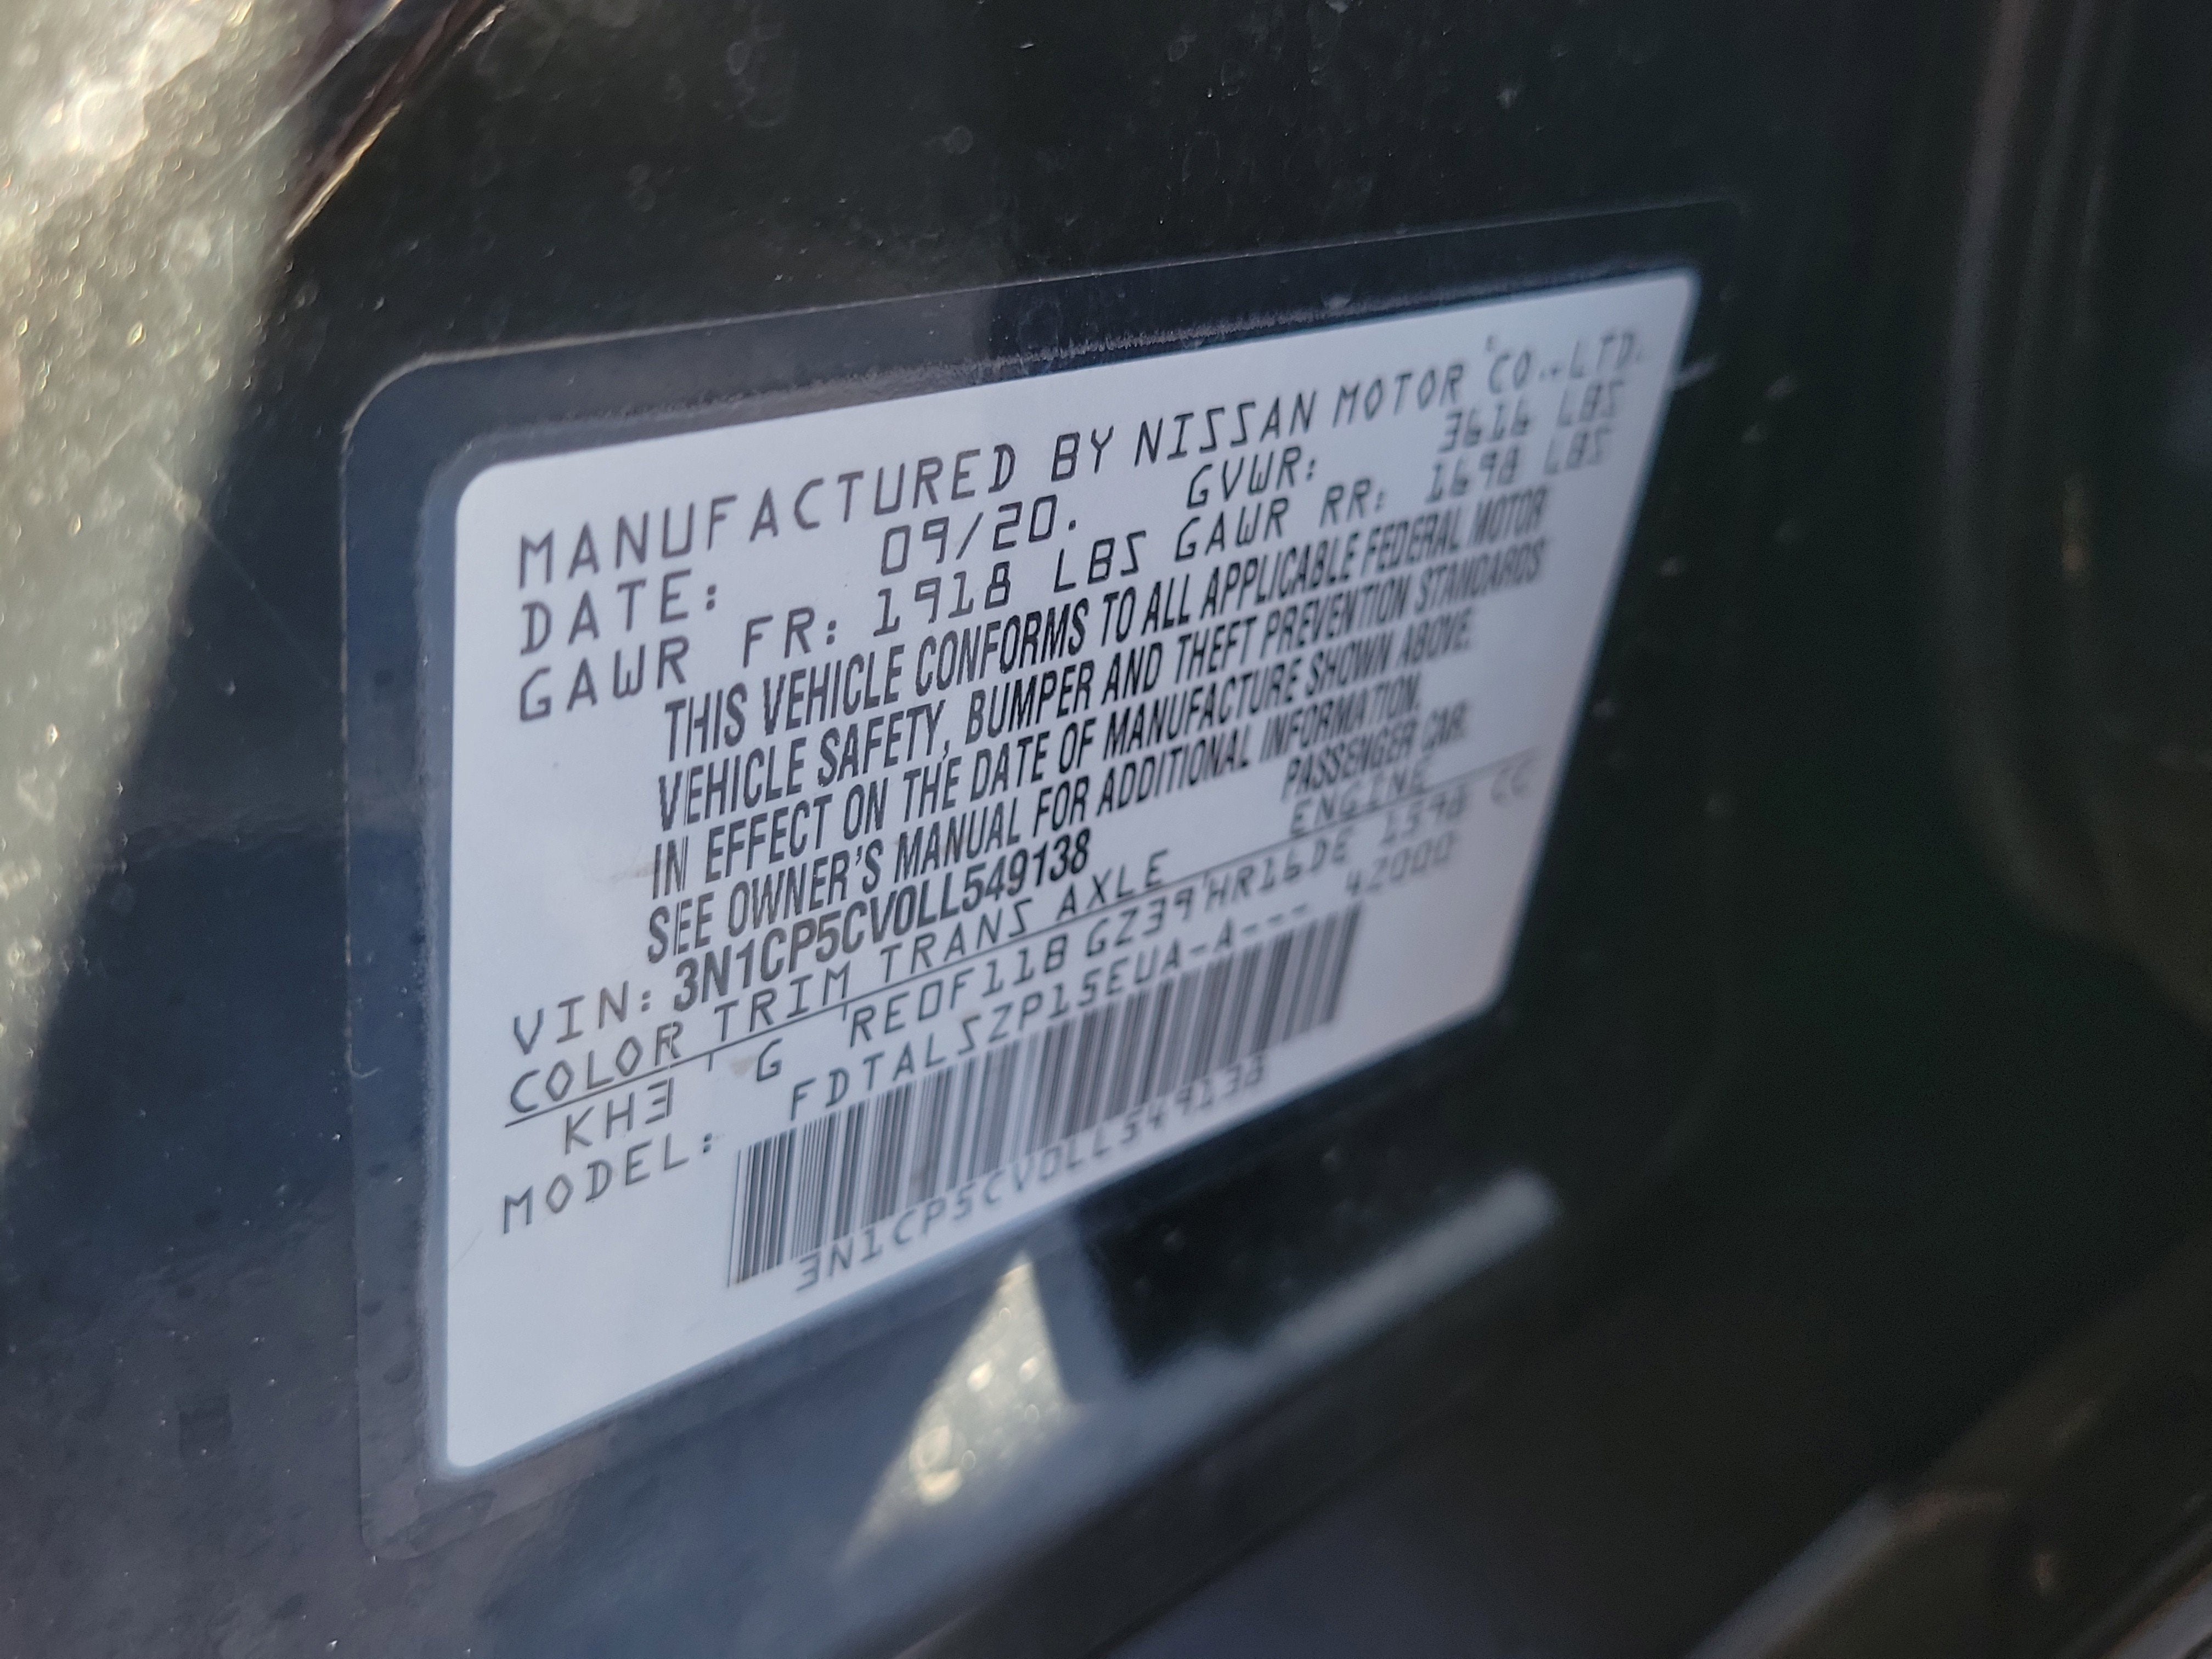 MANUFACTURED BY NISSAN MOTOR CO.,LTD.
DATE: 09/20. GVWR: 3616 LBS
GAWR FR: 1918 LBS GAWR RR: 1698 LBS
THIS VEHICLE CONFORMS TO ALL APPLICABLE FEDERAL MOTOR
VEHICLE SAFETY, BUMPER AND THEFT PREVENTION STANDARDS
IN EFFECT ON THE DATE OF MANUFACTURE SHOWN ABOVE.
SEE OWNER'S MANUAL FOR ADDITIONAL INFORMATION.
VIN: 3N1CP5CV0LL549138 PASSENGER CAR
COLOR TRIM TRANS AXLE ENGINE
KH3 G RE0F11B GZ39 HR16DE 1598 CC
MODEL: FDTALSZP15EUA-A--- 42000
3N1CP5CV0LL549138